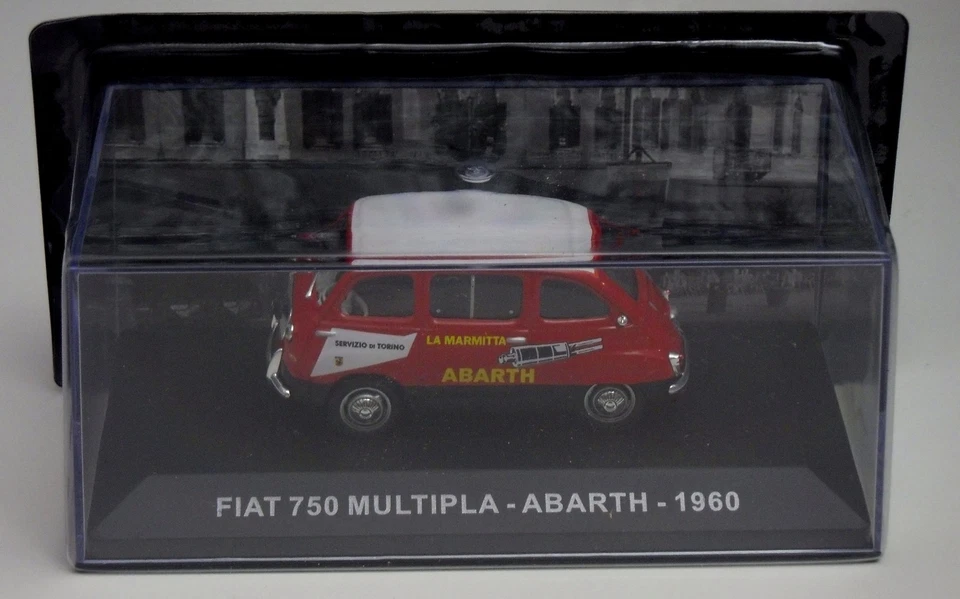 SERVIZIO DI TORINO
LA MARMITTA
ABARTH
FIAT 750 MULTIPLA - ABARTH - 1960